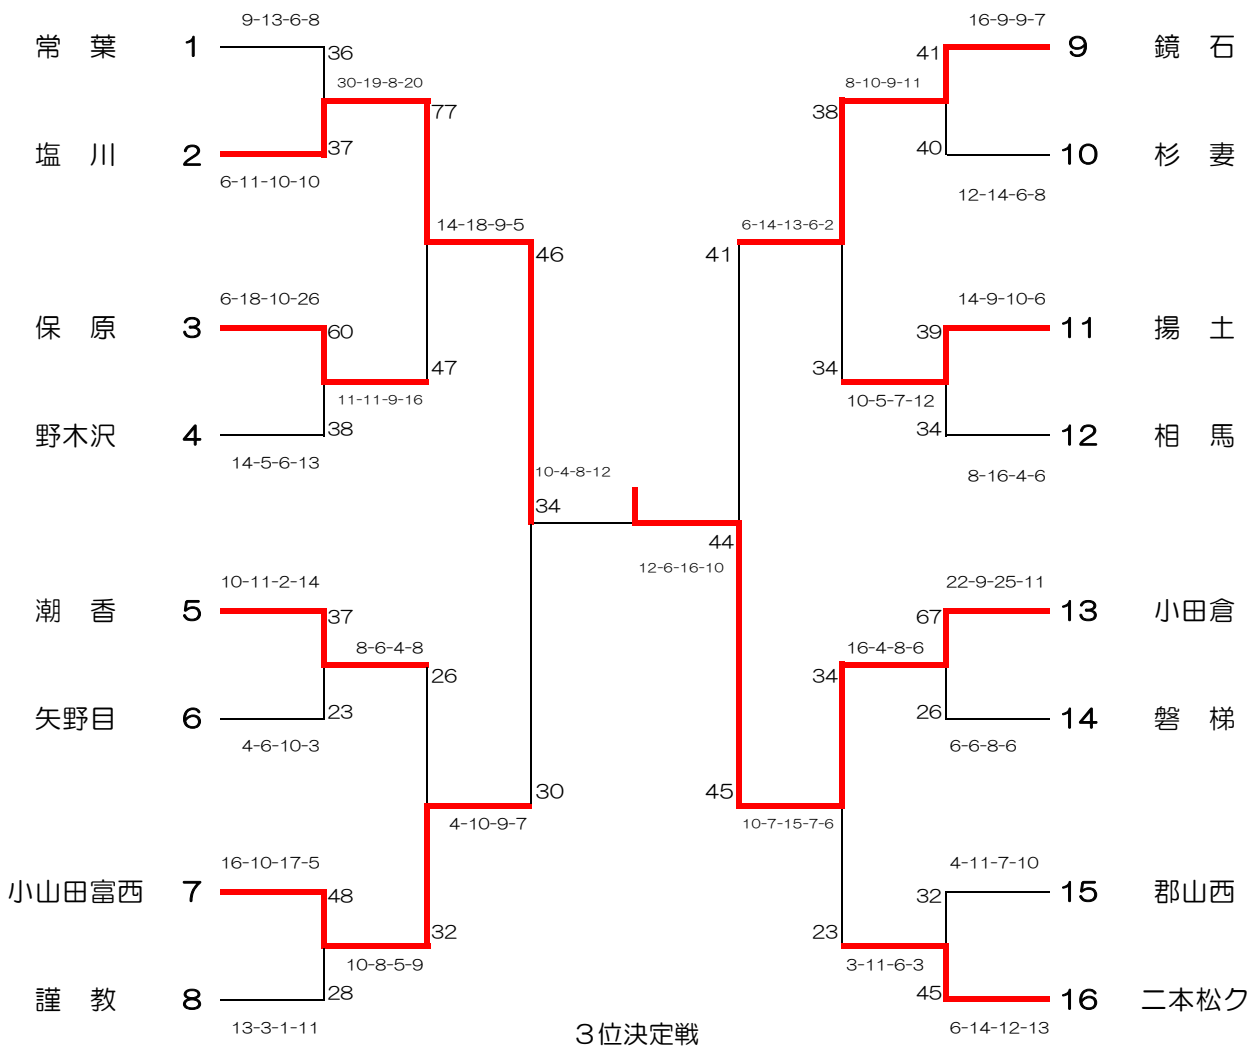 9-13-6-8
常　葉 1 36
30-19-8-20
77
塩　川 2 37
6-11-10-10
14-18-9-5
46
6-18-10-26
保　原 3 60
47
11-11-9-16
野木沢 4 38
14-5-6-13
10-4-8-12
34
10-11-2-14
潮　香 5 37
8-6-4-8
26
矢野目 6 23
4-6-10-3
30
4-10-9-7
16-10-17-5
小山田富西 7 48
32
10-8-5-9
謹　教 8 28
13-3-1-11
16-9-9-7
41 9 鏡　石
8-10-9-11
38
40 10 杉　妻
12-14-6-8
6-14-13-6-2
41
14-9-10-6
39 11 揚　土
34
10-5-7-12
34 12 相　馬
8-16-4-6
44
12-6-16-10
22-9-25-11
67 13 小田倉
16-4-8-6
34
26 14 磐　梯
6-6-8-6
45
10-7-15-7-6
4-11-7-10
32 15 郡山西
23
3-11-6-3
45 16 二本松ク
6-14-12-13
３位決定戦